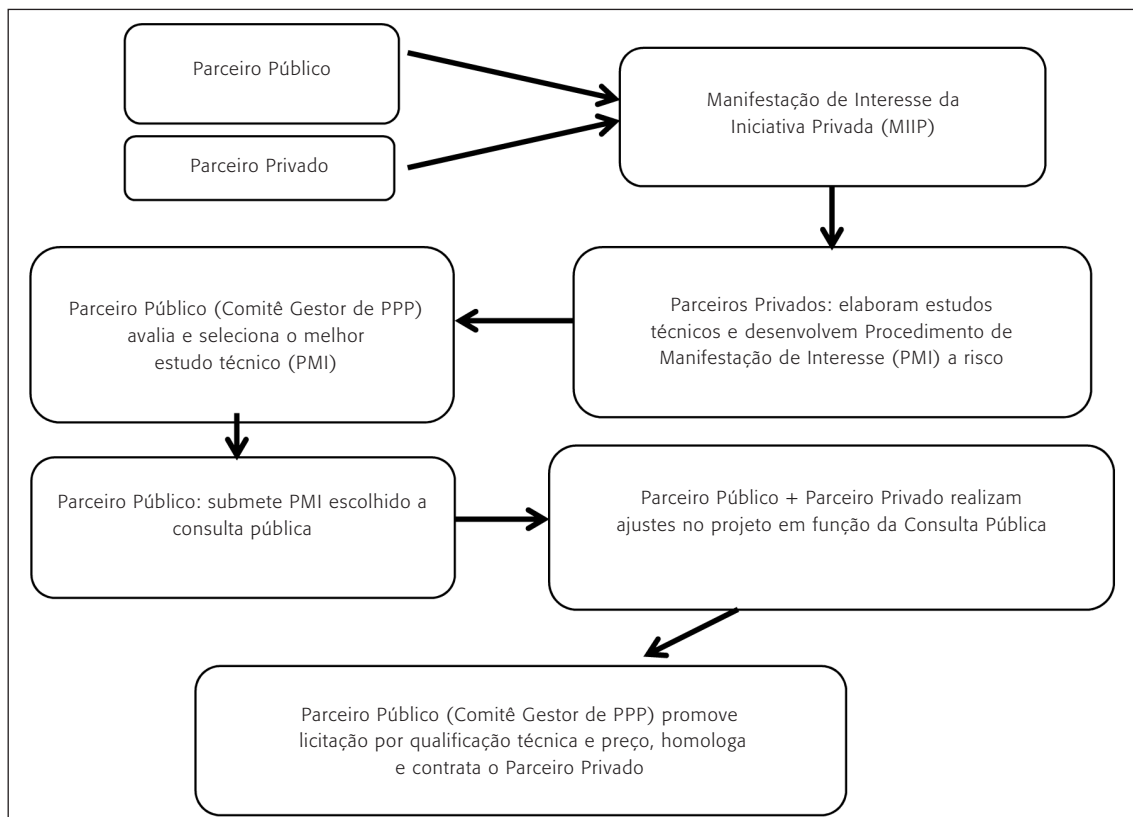 Parceiro Público
Parceiro Privado
Manifestação de Interesse da
Iniciativa Privada (MIIP)
Parceiros Privados: elaboram estudos
técnicos e desenvolvem Procedimento de
Manifestação de Interesse (PMI) a risco
Parceiro Público (Comitê Gestor de PPP)
avalia e seleciona o melhor
estudo técnico (PMI)
Parceiro Público: submete PMI escolhido a
consulta pública
Parceiro Público + Parceiro Privado realizam
ajustes no projeto em função da Consulta Pública
Parceiro Público (Comitê Gestor de PPP) promove
licitação por qualificação técnica e preço, homologa
e contrata o Parceiro Privado